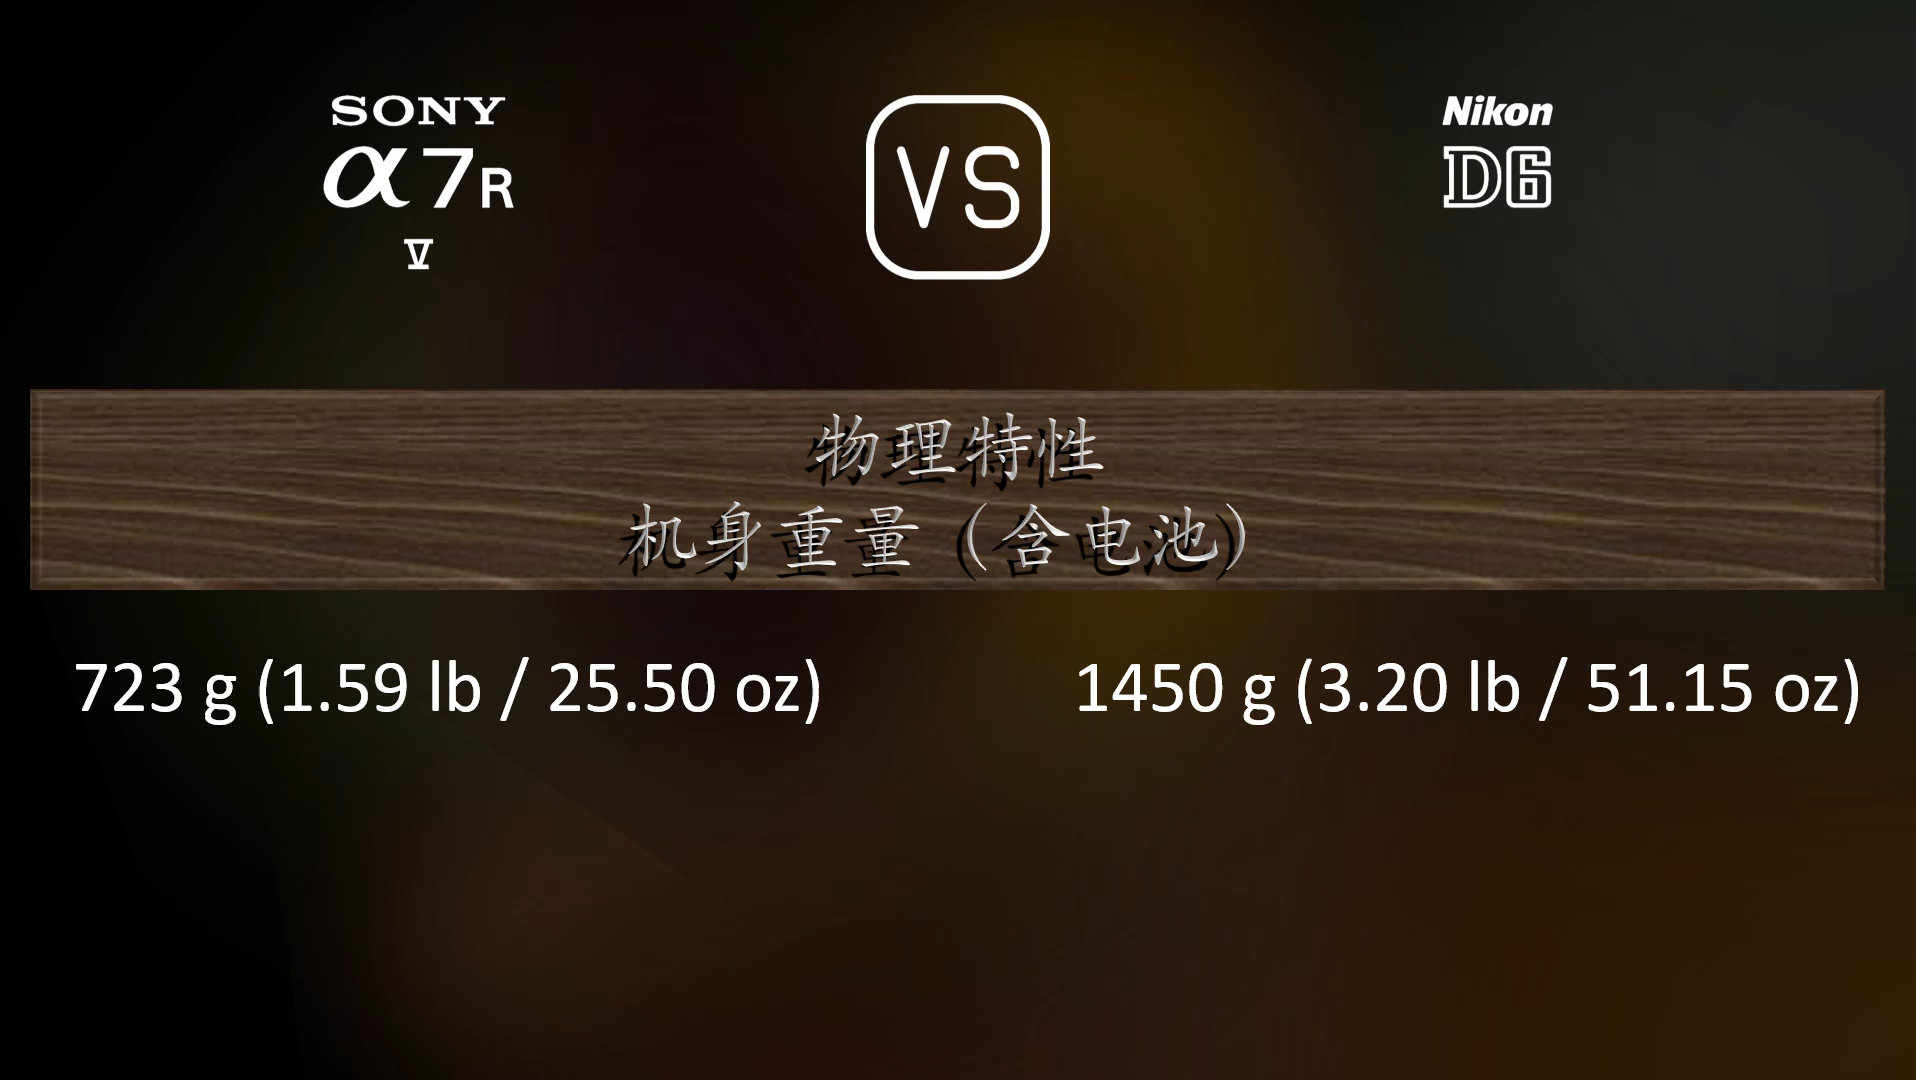 SONY
α7R
V
VS
Nikon
D6
物理特性
机身重量（含电池）
723 g (1.59 lb / 25.50 oz)
1450 g (3.20 lb / 51.15 oz)